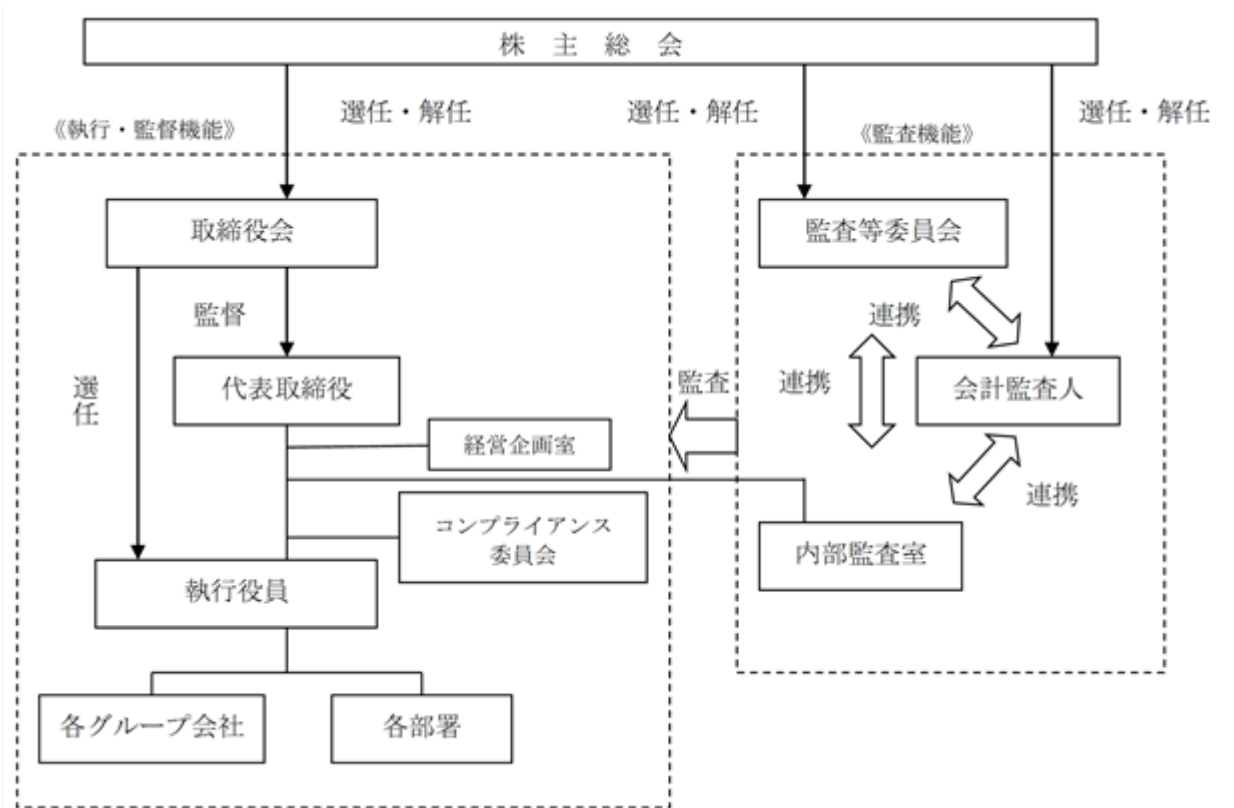 株 主 総 会
選任・解任
選任・解任
選任・解任
《執行・監督機能》
《監査機能》
取締役会
監査等委員会
監督
連携
選任
代表取締役
監査
連携
会計監査人
経営企画室
連携
コンプライアンス
委員会
内部監査室
執行役員
各グループ会社
各部署